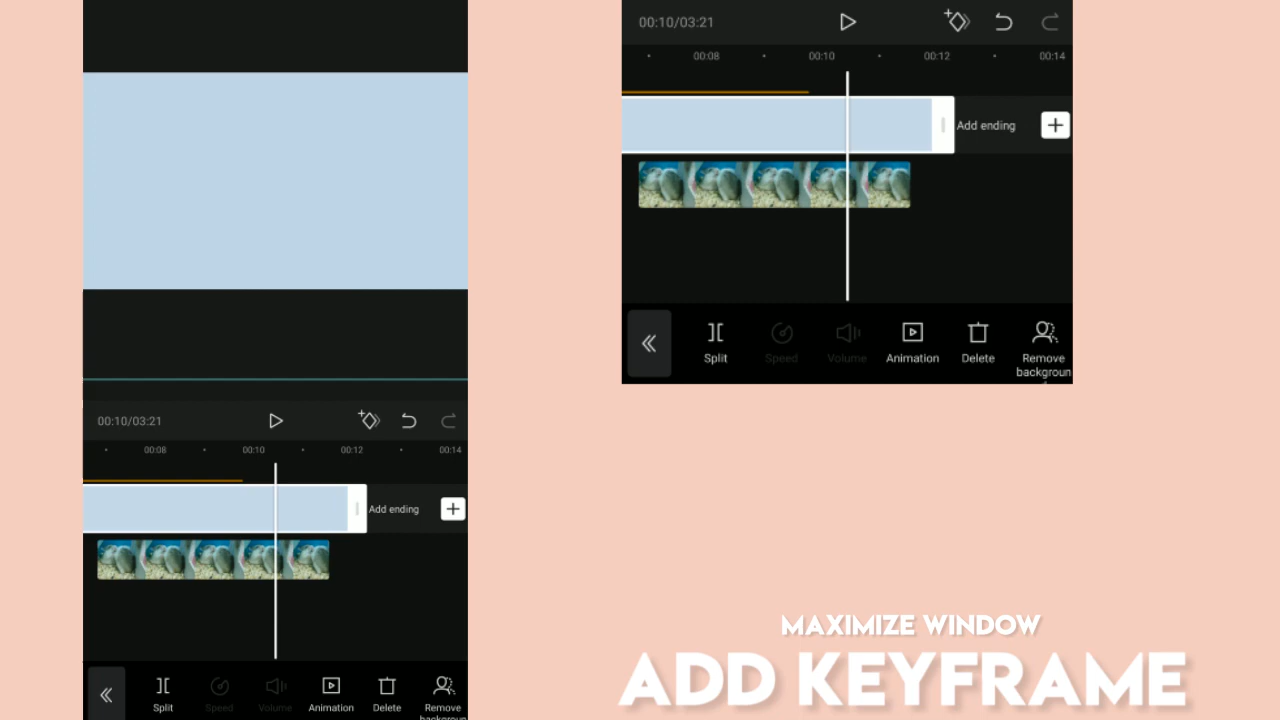 00:10/03:21
00:08 00:10 00:12 00:14
Add ending
Split Speed Volume Animation Delete Remove
backgroun
00:10/03:21
00:08 00:10 00:12 00:14
Add ending
Split Speed Volume Animation Delete Remove
backgroun
MAXIMIZE WINDOW
ADD KEYFRAME